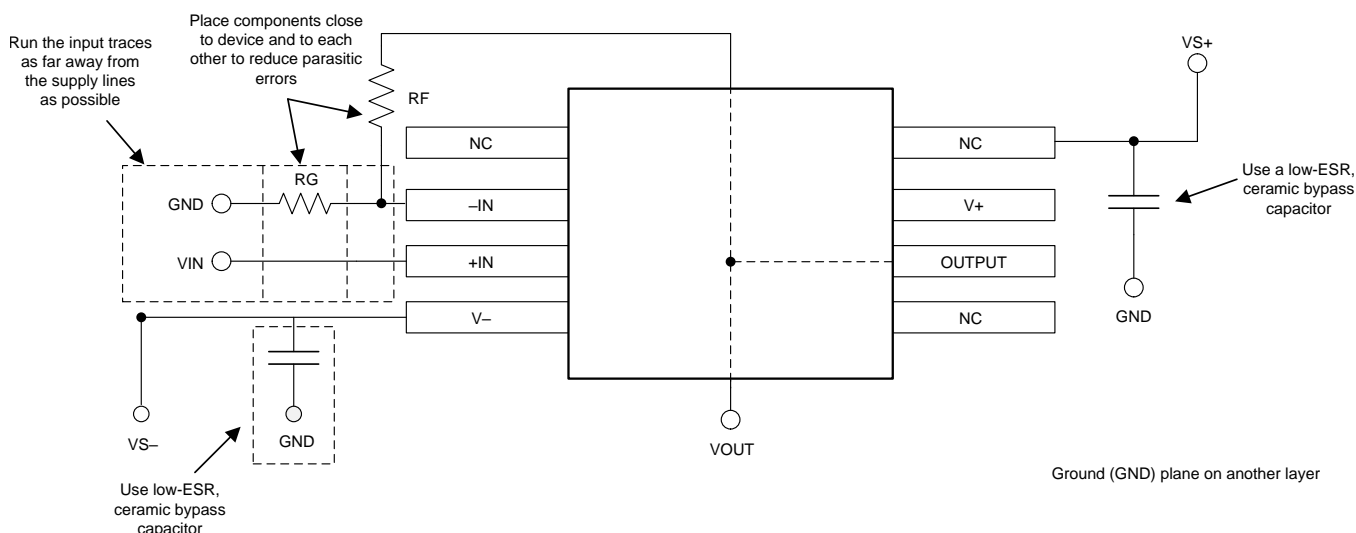 Place components close
to device and to each
other to reduce parasitic
errors
Run the input traces
as far away from
the supply lines
as possible
VS+
RF
NC
NC
Use a low-ESR,
ceramic bypass
capacitor
RG
GND
–IN
V+
VIN
+IN
OUTPUT
V–
NC
GND
VS–
GND
VOUT
Ground (GND) plane on another layer
Use low-ESR,
ceramic bypass
capacitor